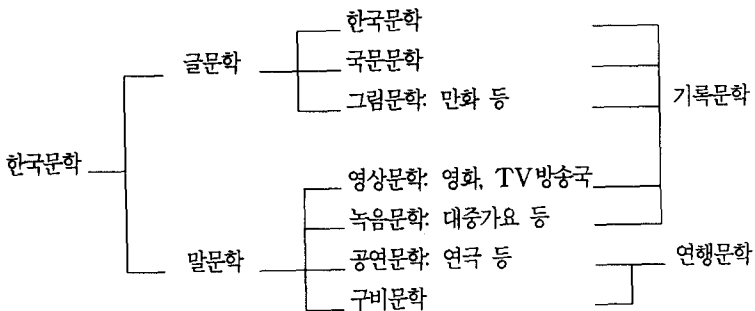 한국문학
글문학
국문문학
그림문학: 만화 등
기록문학
한국문학
영상문학: 영화, TV방송국
녹음문학: 대중가요 등
말문학
공연문학: 연극 등
연행문학
구비문학